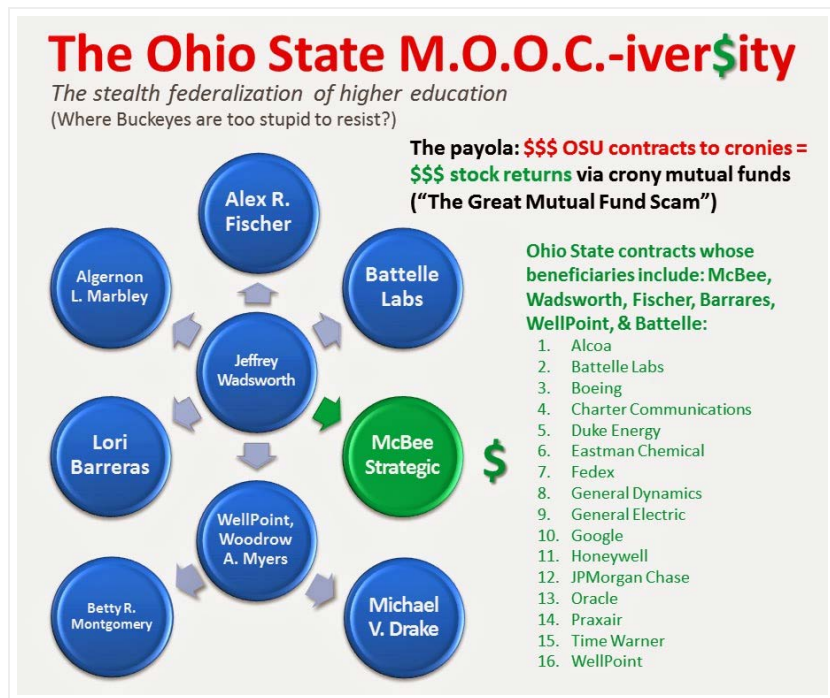 The Ohio State M.O.O.C.-iver$ity
The stealth federalization of higher education
(Where Buckeyes are too stupid to resist?)
The payola: $$$ OSU contracts to cronies =
$$$ stock returns via crony mutual funds
(“The Great Mutual Fund Scam”)
Alex R.
Fischer
Algernon
L. Marbley
Battelle
Labs
Jeffrey
Wadsworth
Lori
Barreras
McBee
Strategic
$
WellPoint,
Woodrow
A. Myers
Betty R.
Montgomery
Michael
V. Drake
Ohio State contracts whose
beneficiaries include: McBee,
Wadsworth, Fischer, Barrares,
WellPoint, & Battelle:
1. Alcoa
2. Battelle Labs
3. Boeing
4. Charter Communications
5. Duke Energy
6. Eastman Chemical
7. Fedex
8. General Dynamics
9. General Electric
10. Google
11. Honeywell
12. JPMorgan Chase
13. Oracle
14. Praxair
15. Time Warner
16. WellPoint